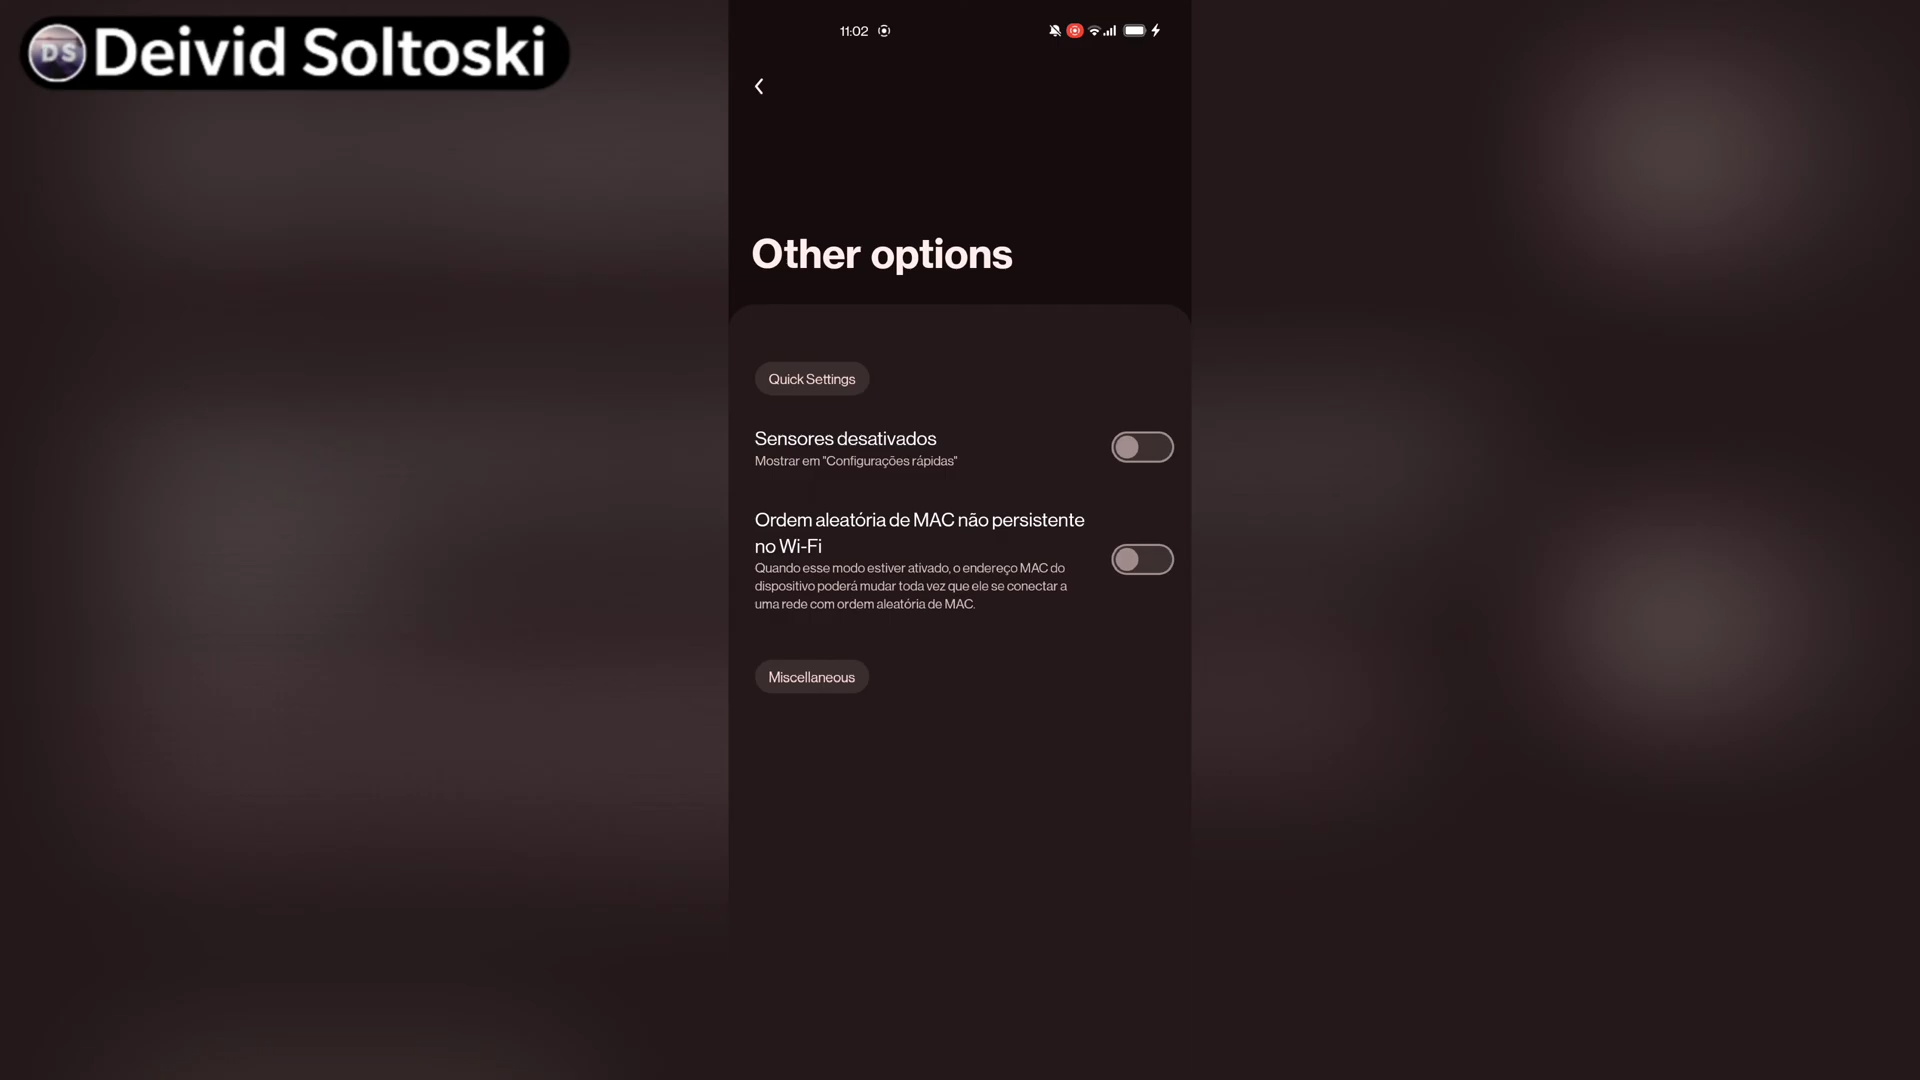 DS Deivid Soltoski
11:02
Other options
Quick Settings
Sensores desativados
Mostrar em "Configurações rápidas"
Ordem aleatória de MAC não persistente
no Wi-Fi
Quando esse modo estiver ativado, o endereço MAC do
dispositivo poderá mudar toda vez que ele se conectar a
uma rede com ordem aleatória de MAC.
Miscellaneous